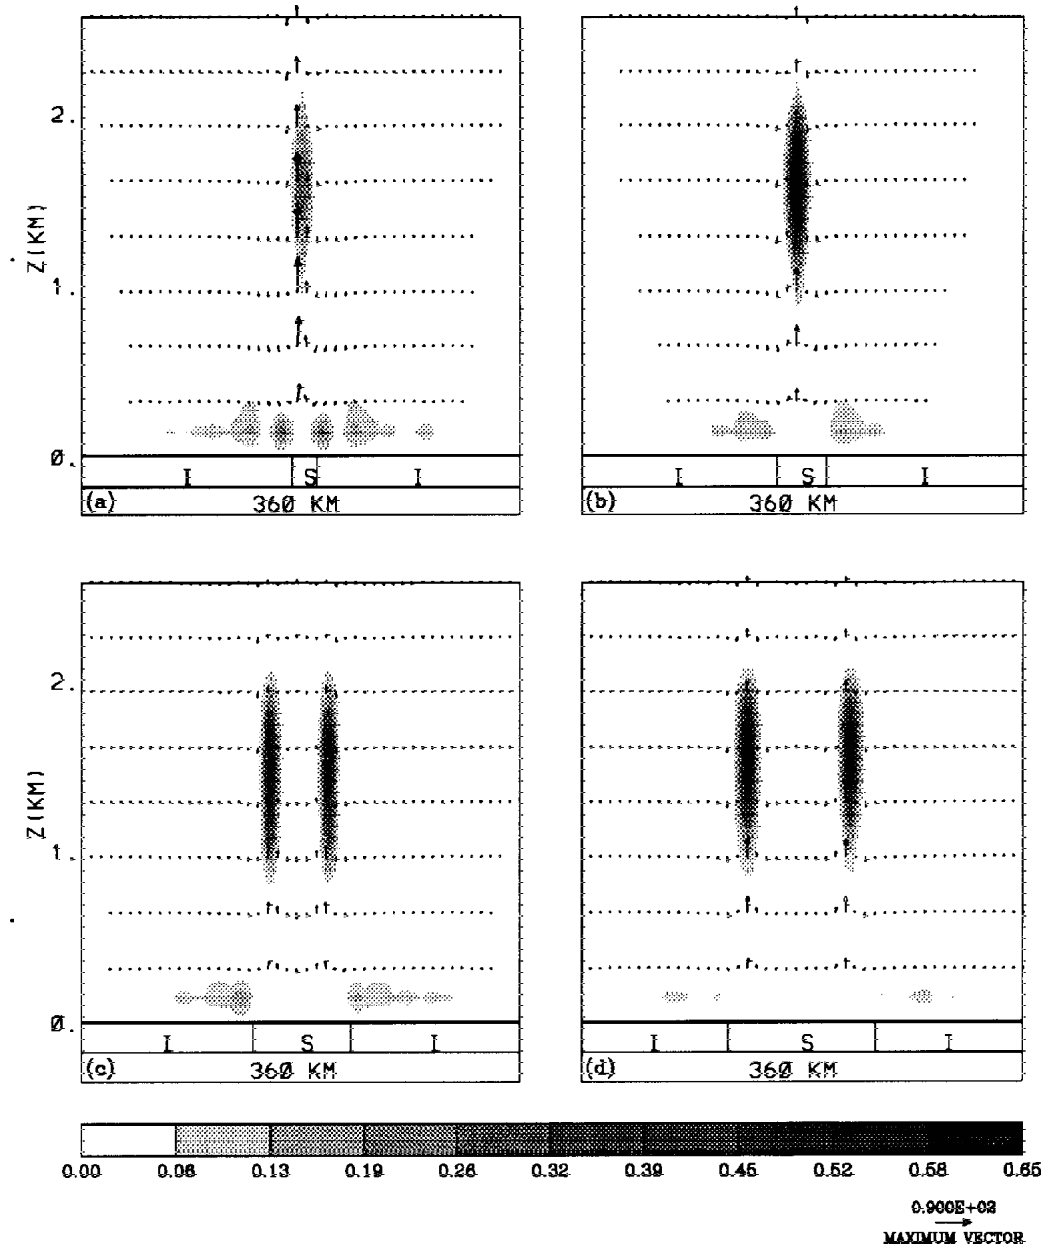 2.
Z(KM)
1.
0.
I S I
(a) 360 KM
I S I
(b) 360 KM
2.
Z(KM)
1.
0.
I S I
(c) 360 KM
I S I
(d) 360 KM
0.00 0.06 0.13 0.19 0.26 0.32 0.39 0.45 0.52 0.58 0.65
0.900E+02
MAXIMUM VECTOR